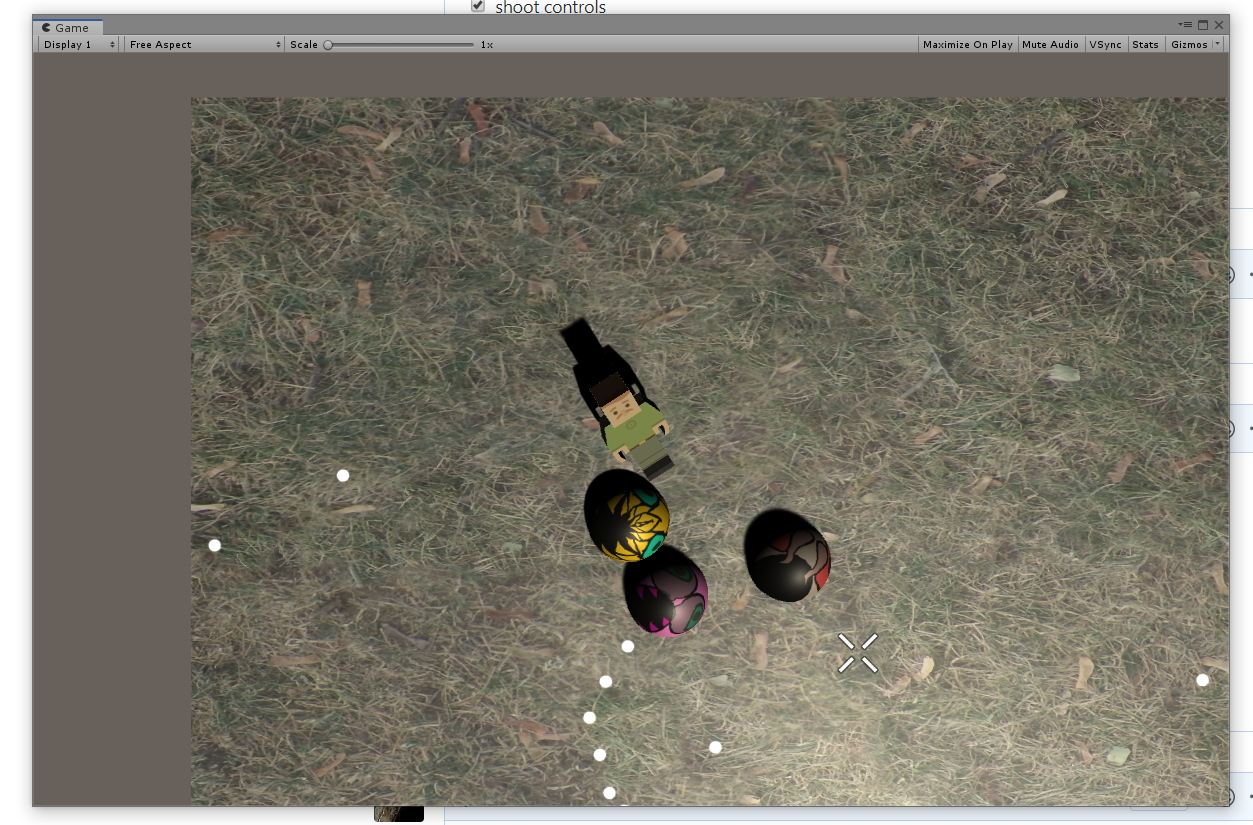 shoot controls
Game
Display 1 Free Aspect Scale 1x Maximize On Play Mute Audio VSync Stats Gizmos